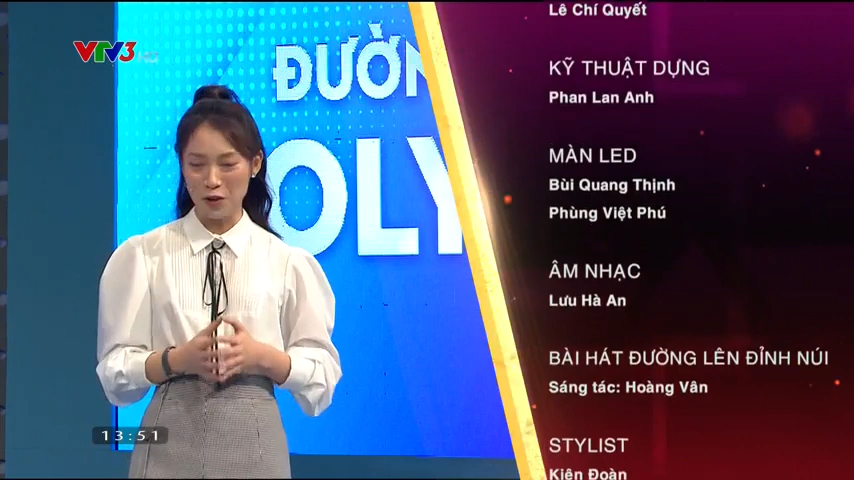 VTV3 HD
ĐƯỜN
OLY
13:51
Lê Chí Quyết
KỸ THUẬT DỰNG
Phan Lan Anh
MÀN LED
Bùi Quang Thịnh
Phùng Việt Phú
ÂM NHẠC
Lưu Hà An
BÀI HÁT ĐƯỜNG LÊN ĐỈNH NÚI
Sáng tác: Hoàng Vân
STYLIST
Kiên Đoàn